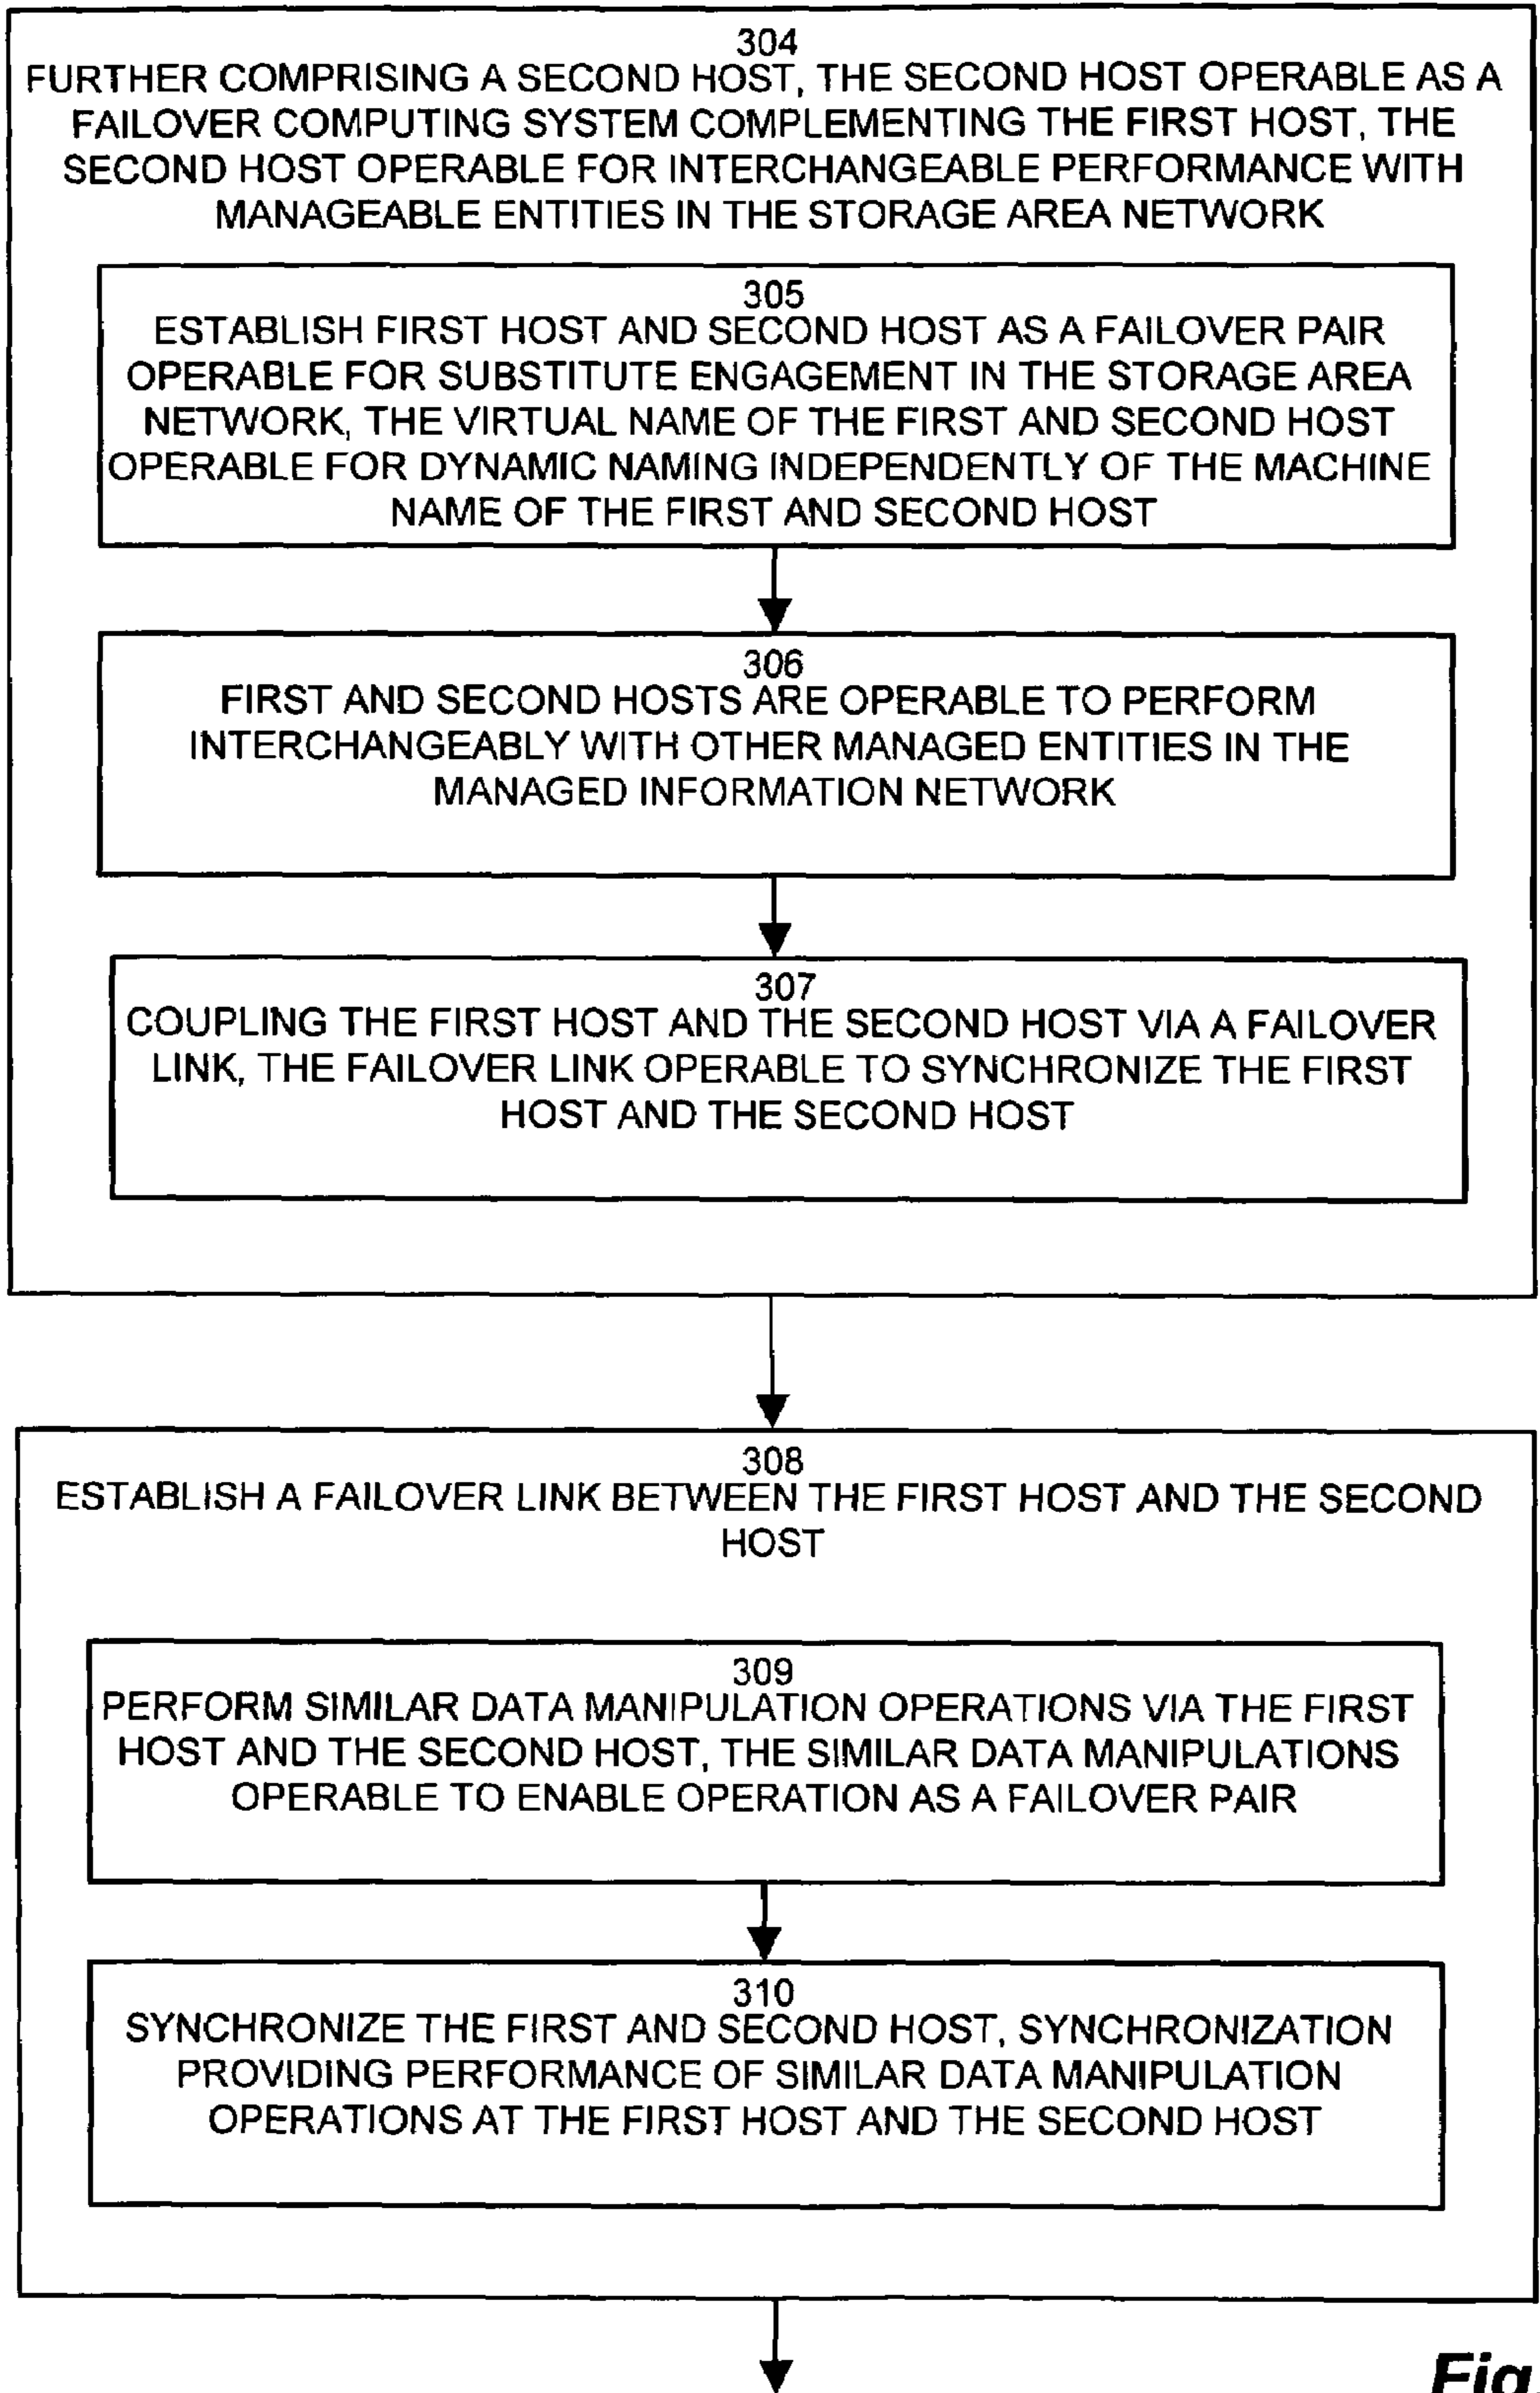 304
FURTHER COMPRISING A SECOND HOST, THE SECOND HOST OPERABLE AS A
FAILOVER COMPUTING SYSTEM COMPLEMENTING THE FIRST HOST, THE
SECOND HOST OPERABLE FOR INTERCHANGEABLE PERFORMANCE WITH
MANAGEABLE ENTITIES IN THE STORAGE AREA NETWORK
305
ESTABLISH FIRST HOST AND SECOND HOST AS A FAILOVER PAIR
OPERABLE FOR SUBSTITUTE ENGAGEMENT IN THE STORAGE AREA
NETWORK, THE VIRTUAL NAME OF THE FIRST AND SECOND HOST
OPERABLE FOR DYNAMIC NAMING INDEPENDENTLY OF THE MACHINE
NAME OF THE FIRST AND SECOND HOST
306
FIRST AND SECOND HOSTS ARE OPERABLE TO PERFORM
INTERCHANGEABLY WITH OTHER MANAGED ENTITIES IN THE
MANAGED INFORMATION NETWORK
307
COUPLING THE FIRST HOST AND THE SECOND HOST VIA A FAILOVER
LINK, THE FAILOVER LINK OPERABLE TO SYNCHRONIZE THE FIRST
HOST AND THE SECOND HOST
308
ESTABLISH A FAILOVER LINK BETWEEN THE FIRST HOST AND THE SECOND
HOST
309
PERFORM SIMILAR DATA MANIPULATION OPERATIONS VIA THE FIRST
HOST AND THE SECOND HOST, THE SIMILAR DATA MANIPULATIONS
OPERABLE TO ENABLE OPERATION AS A FAILOVER PAIR
310
SYNCHRONIZE THE FIRST AND SECOND HOST, SYNCHRONIZATION
PROVIDING PERFORMANCE OF SIMILAR DATA MANIPULATION
OPERATIONS AT THE FIRST HOST AND THE SECOND HOST
Fig.